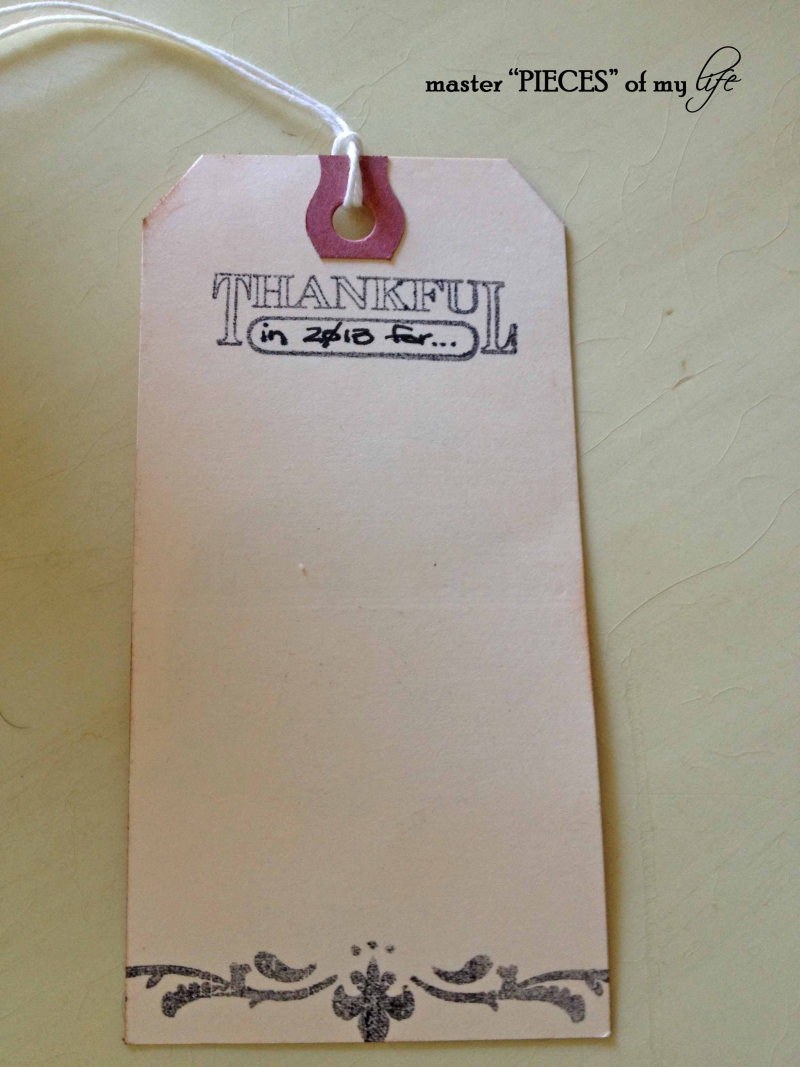 master “PIECES” of my life
THANKFUL
in 2013 for...